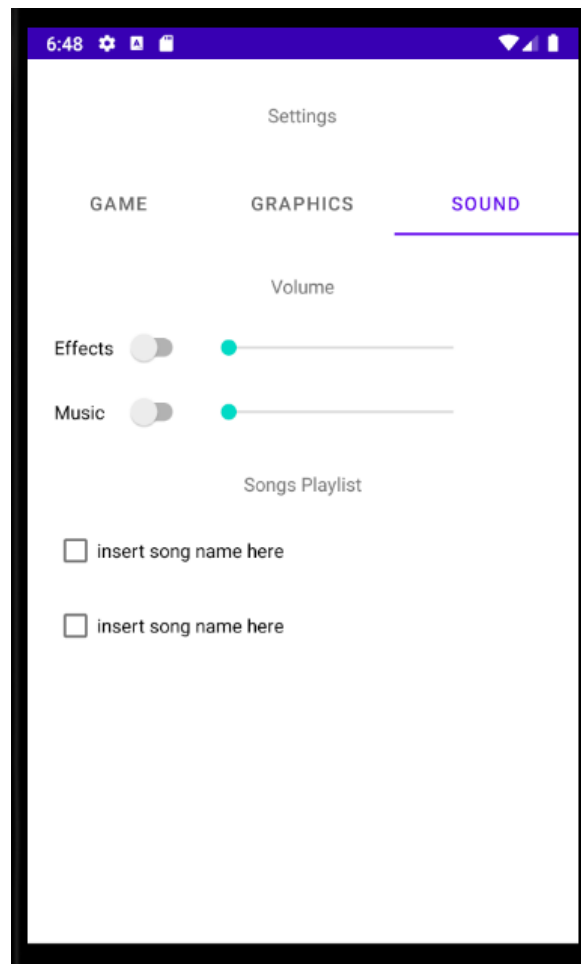 6:48
Settings
GAME GRAPHICS SOUND
Volume
Effects
Music
Songs Playlist
insert song name here
insert song name here